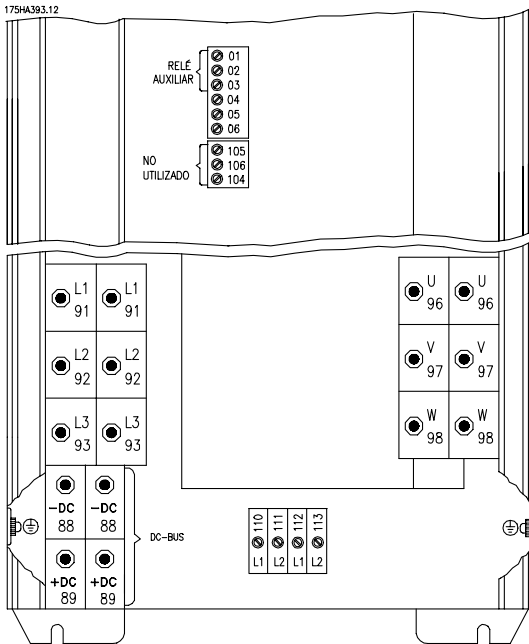 175HA393.12
RELÉ
AUXILIAR
01
02
03
04
05
06
NO
UTILIZADO
105
106
104
L1 L1
91 91
L2 L2
92 92
L3 L3
93 93
-DC -DC
88 88
+DC +DC
89 89
DC-BUS
110 111 112 113
L1 L2 L1 L2
U U
96 96
V V
97 97
W W
98 98